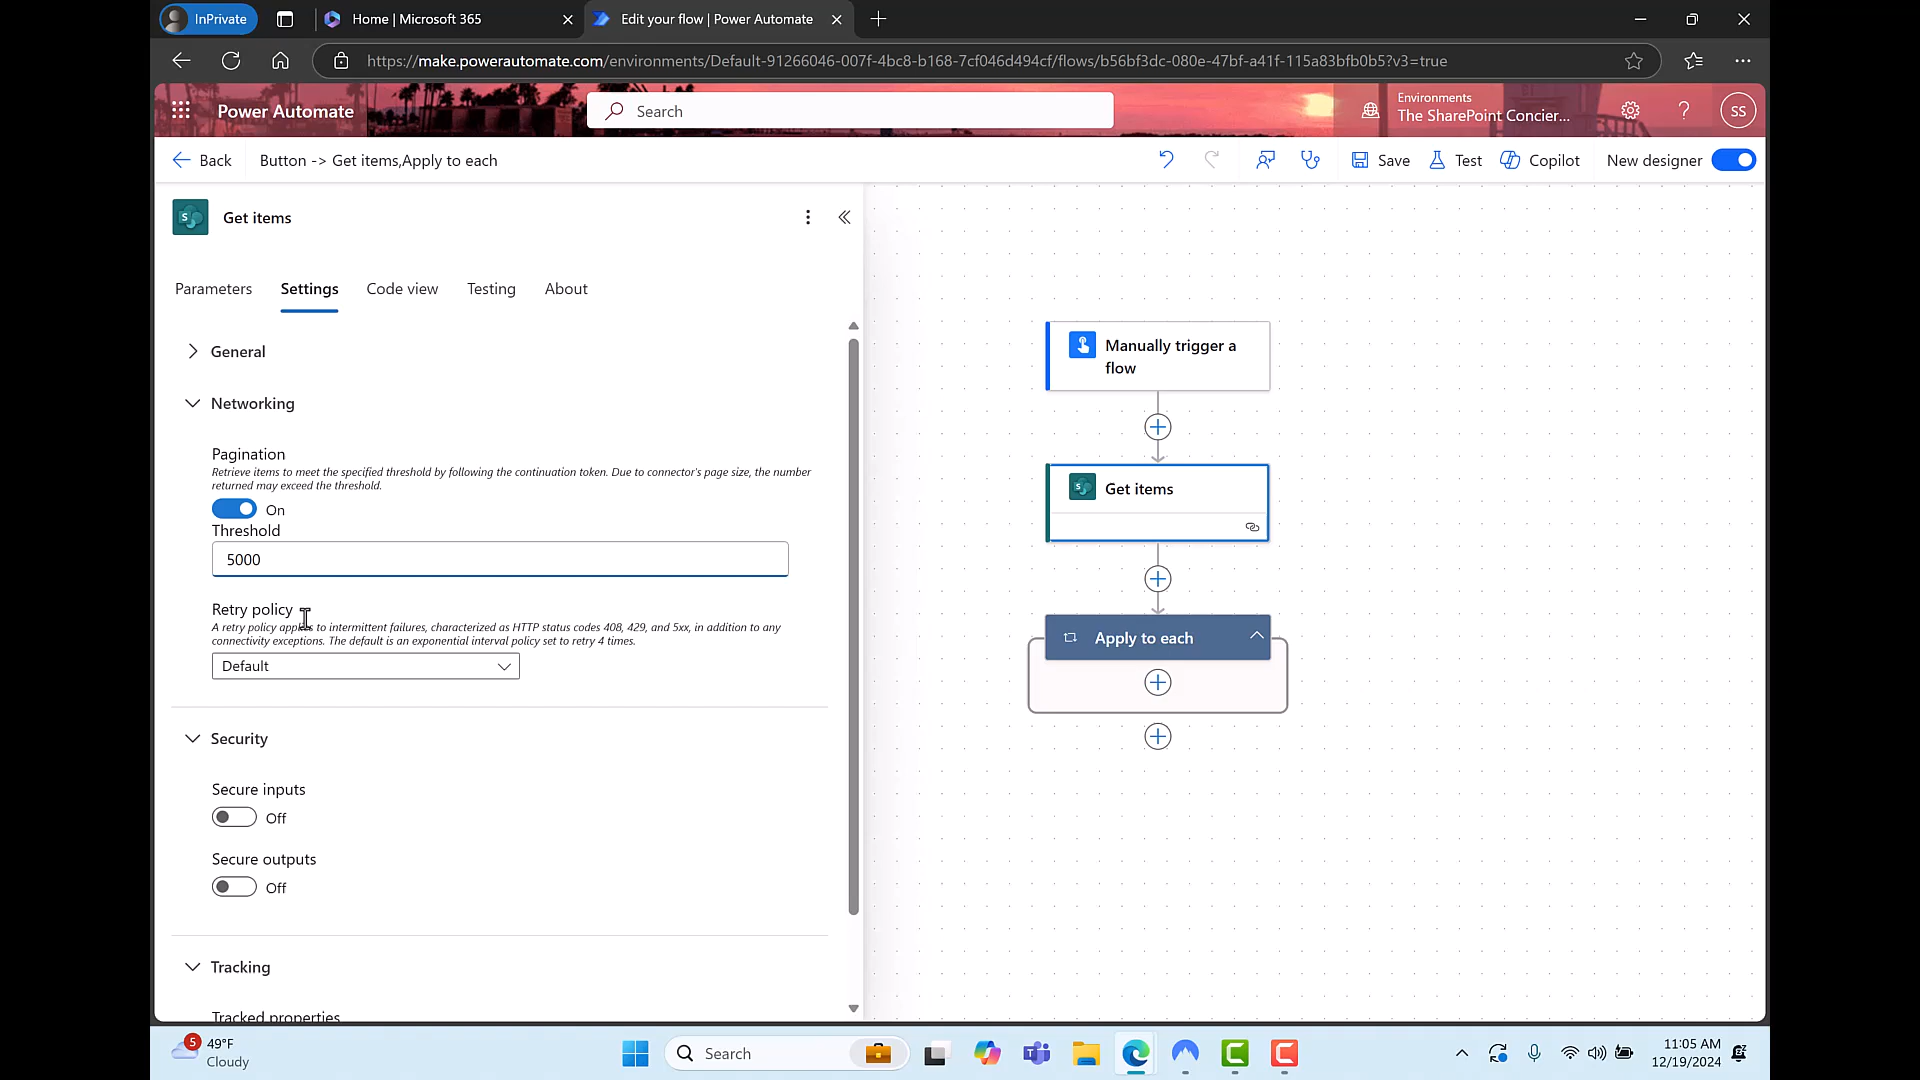 InPrivate
Home | Microsoft 365
Edit your flow | Power Automate
https://make.powerautomate.com/environments/Default-91266046-007f-4bc8-b168-7cf046d494cf/flows/b56bf3dc-080e-47bf-a41f-115a83bfb0b5?v3=true
Power Automate
Search
Environments
The SharePoint Concier...
SS
Back
Button -> Get items,Apply to each
Save
Test
Copilot
New designer
Get items
Parameters
Settings
Code view
Testing
About
General
Networking
Pagination
Retrieve items to meet the specified threshold by following the continuation token. Due to connector's page size, the number
returned may exceed the threshold.
On
Threshold
5000
Retry policy
A retry policy applies to intermittent failures, characterized as HTTP status codes 408, 429, and 5xx, in addition to any
connectivity exceptions. The default is an exponential interval policy set to retry 4 times.
Default
Security
Secure inputs
Off
Secure outputs
Off
Tracking
Tracked properties
Manually trigger a
flow
Get items
Apply to each
5
49°F
Cloudy
Search
11:05 AM
12/19/2024